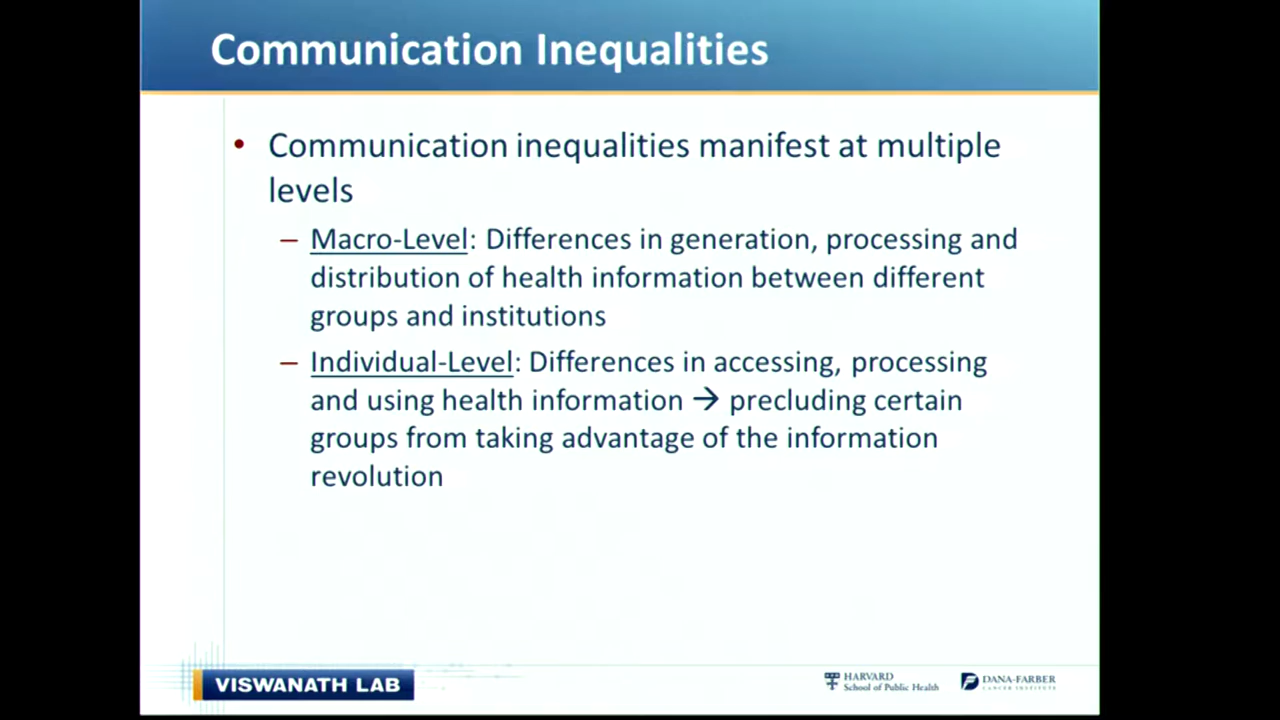 Communication Inequalities
• Communication inequalities manifest at multiple
levels
– Macro-Level: Differences in generation, processing and
distribution of health information between different
groups and institutions
– Individual-Level: Differences in accessing, processing
and using health information → precluding certain
groups from taking advantage of the information
revolution
VISWANATH LAB
HARVARD
School of Public Health
DANA-FARBER
CANCER INSTITUTE